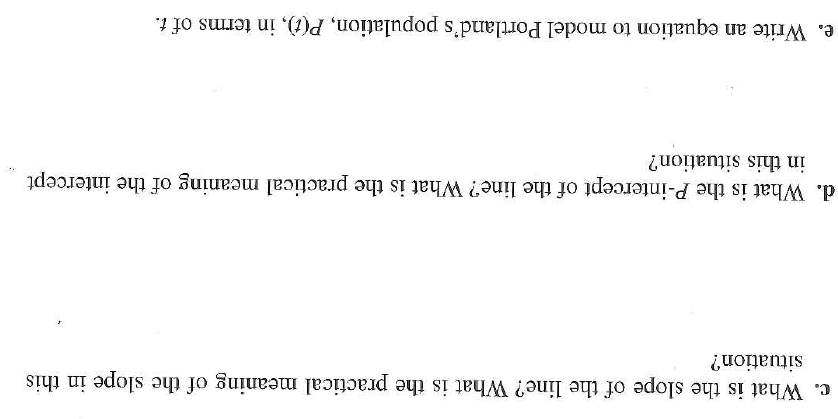 c. What is the slope of the line? What is the practical meaning of the slope in this
situation?
d. What is the P-intercept of the line? What is the practical meaning of the intercept
in this situation?
e. Write an equation to model Portland's population, P(t), in terms of t.